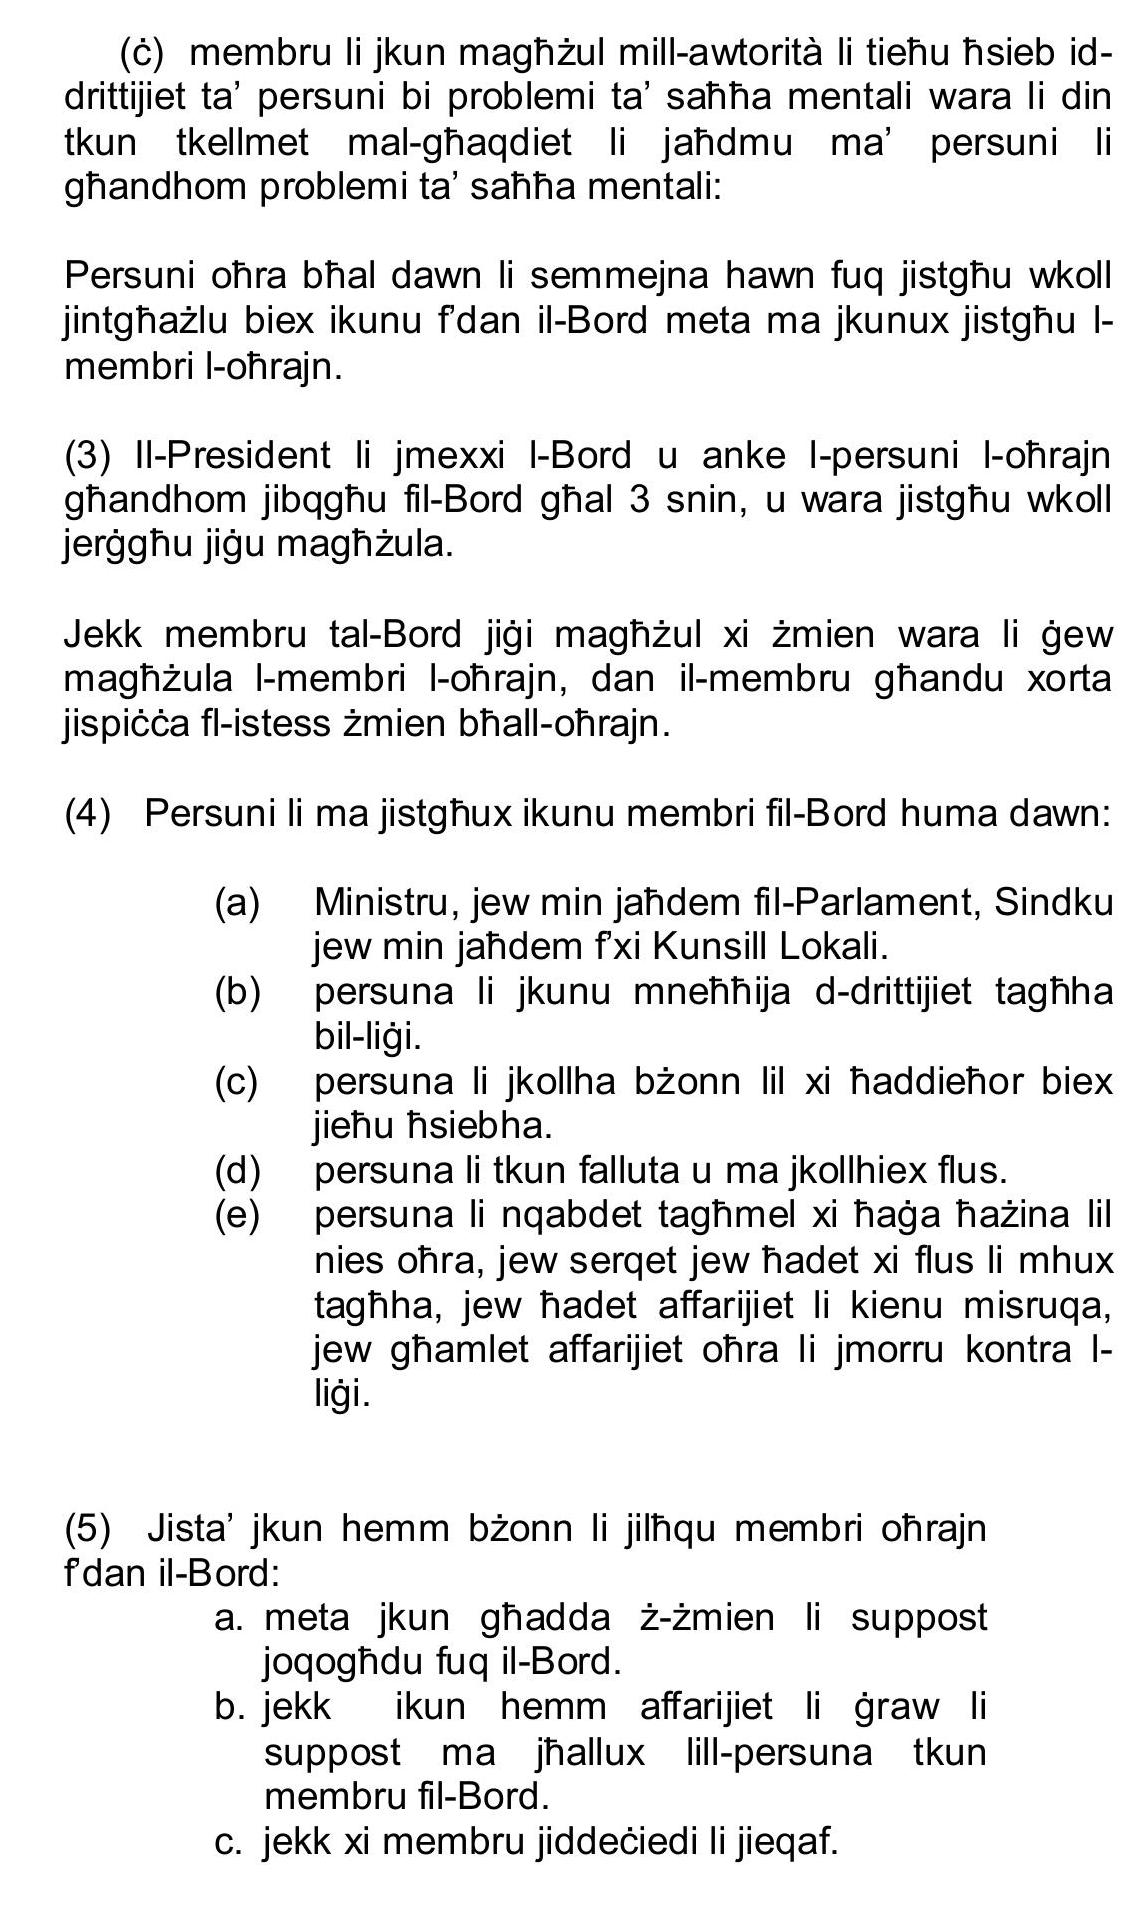 (ċ) membru li jkun magħżul mill-awtorità li tieħu ħsieb id-
drittijiet ta’ persuni bi problemi ta’ saħħa mentali wara li din
tkun tkellmet mal-għaqdiet li jaħdmu ma’ persuni li
għandhom problemi ta’ saħħa mentali:
Persuni oħra bħal dawn li semmejna hawn fuq jistgħu wkoll
jintgħażlu biex ikunu f’dan il-Bord meta ma jkunux jistgħu l-
membri l-oħrajn.
(3) Il-President li jmexxi l-Bord u anke l-persuni l-oħrajn
għandhom jibqgħu fil-Bord għal 3 snin, u wara jistgħu wkoll
jerġgħu jiġu magħżula.
Jekk membru tal-Bord jiġi magħżul xi żmien wara li ġew
magħżula l-membri l-oħrajn, dan il-membru għandu xorta
jispiċċa fl-istess żmien bħall-oħrajn.
(4) Persuni li ma jistgħux ikunu membri fil-Bord huma dawn:
(a) Ministru, jew min jaħdem fil-Parlament, Sindku
jew min jaħdem f’xi Kunsill Lokali.
(b) persuna li jkunu mneħħija d-drittijiet tagħha
bil-liġi.
(c) persuna li jkollha bżonn lil xi ħaddieħor biex
jieħu ħsiebha.
(d) persuna li tkun falluta u ma jkollhiex flus.
(e) persuna li nqabdet tagħmel xi ħaġa ħażina lil
nies oħra, jew serqet jew ħadet xi flus li mhux
tagħha, jew ħadet affarijiet li kienu misruqa,
jew għamlet affarijiet oħra li jmorru kontra l-
liġi.
(5) Jista’ jkun hemm bżonn li jilħqu membri oħrajn
f’dan il-Bord:
a. meta jkun għadda ż-żmien li suppost
joqogħdu fuq il-Bord.
b. jekk ikun hemm affarijiet li ġraw li
suppost ma jħallux lill-persuna tkun
membru fil-Bord.
c. jekk xi membru jiddeċiedi li jieqaf.